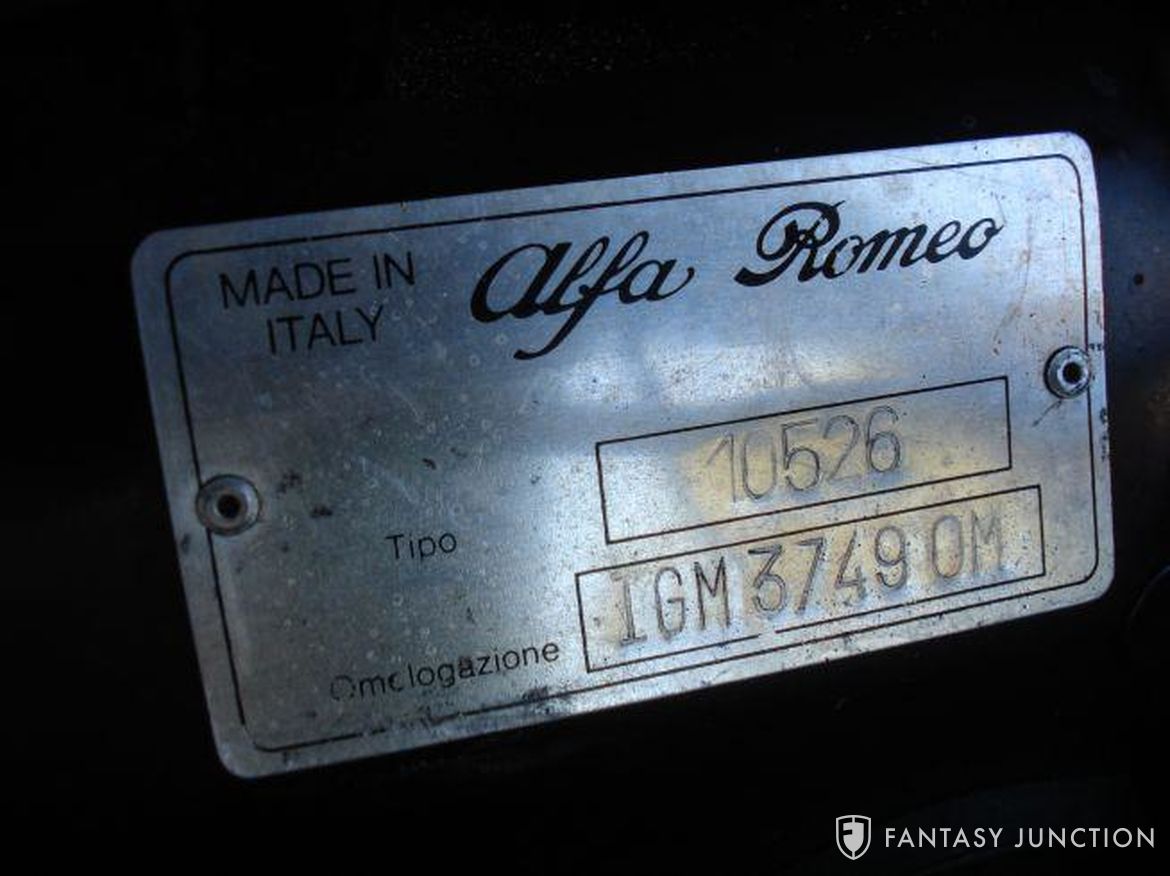 MADE IN
ITALY
Alfa Romeo
Tipo
10526
Omologazione
IGM 3749 OM
FANTASY JUNCTION